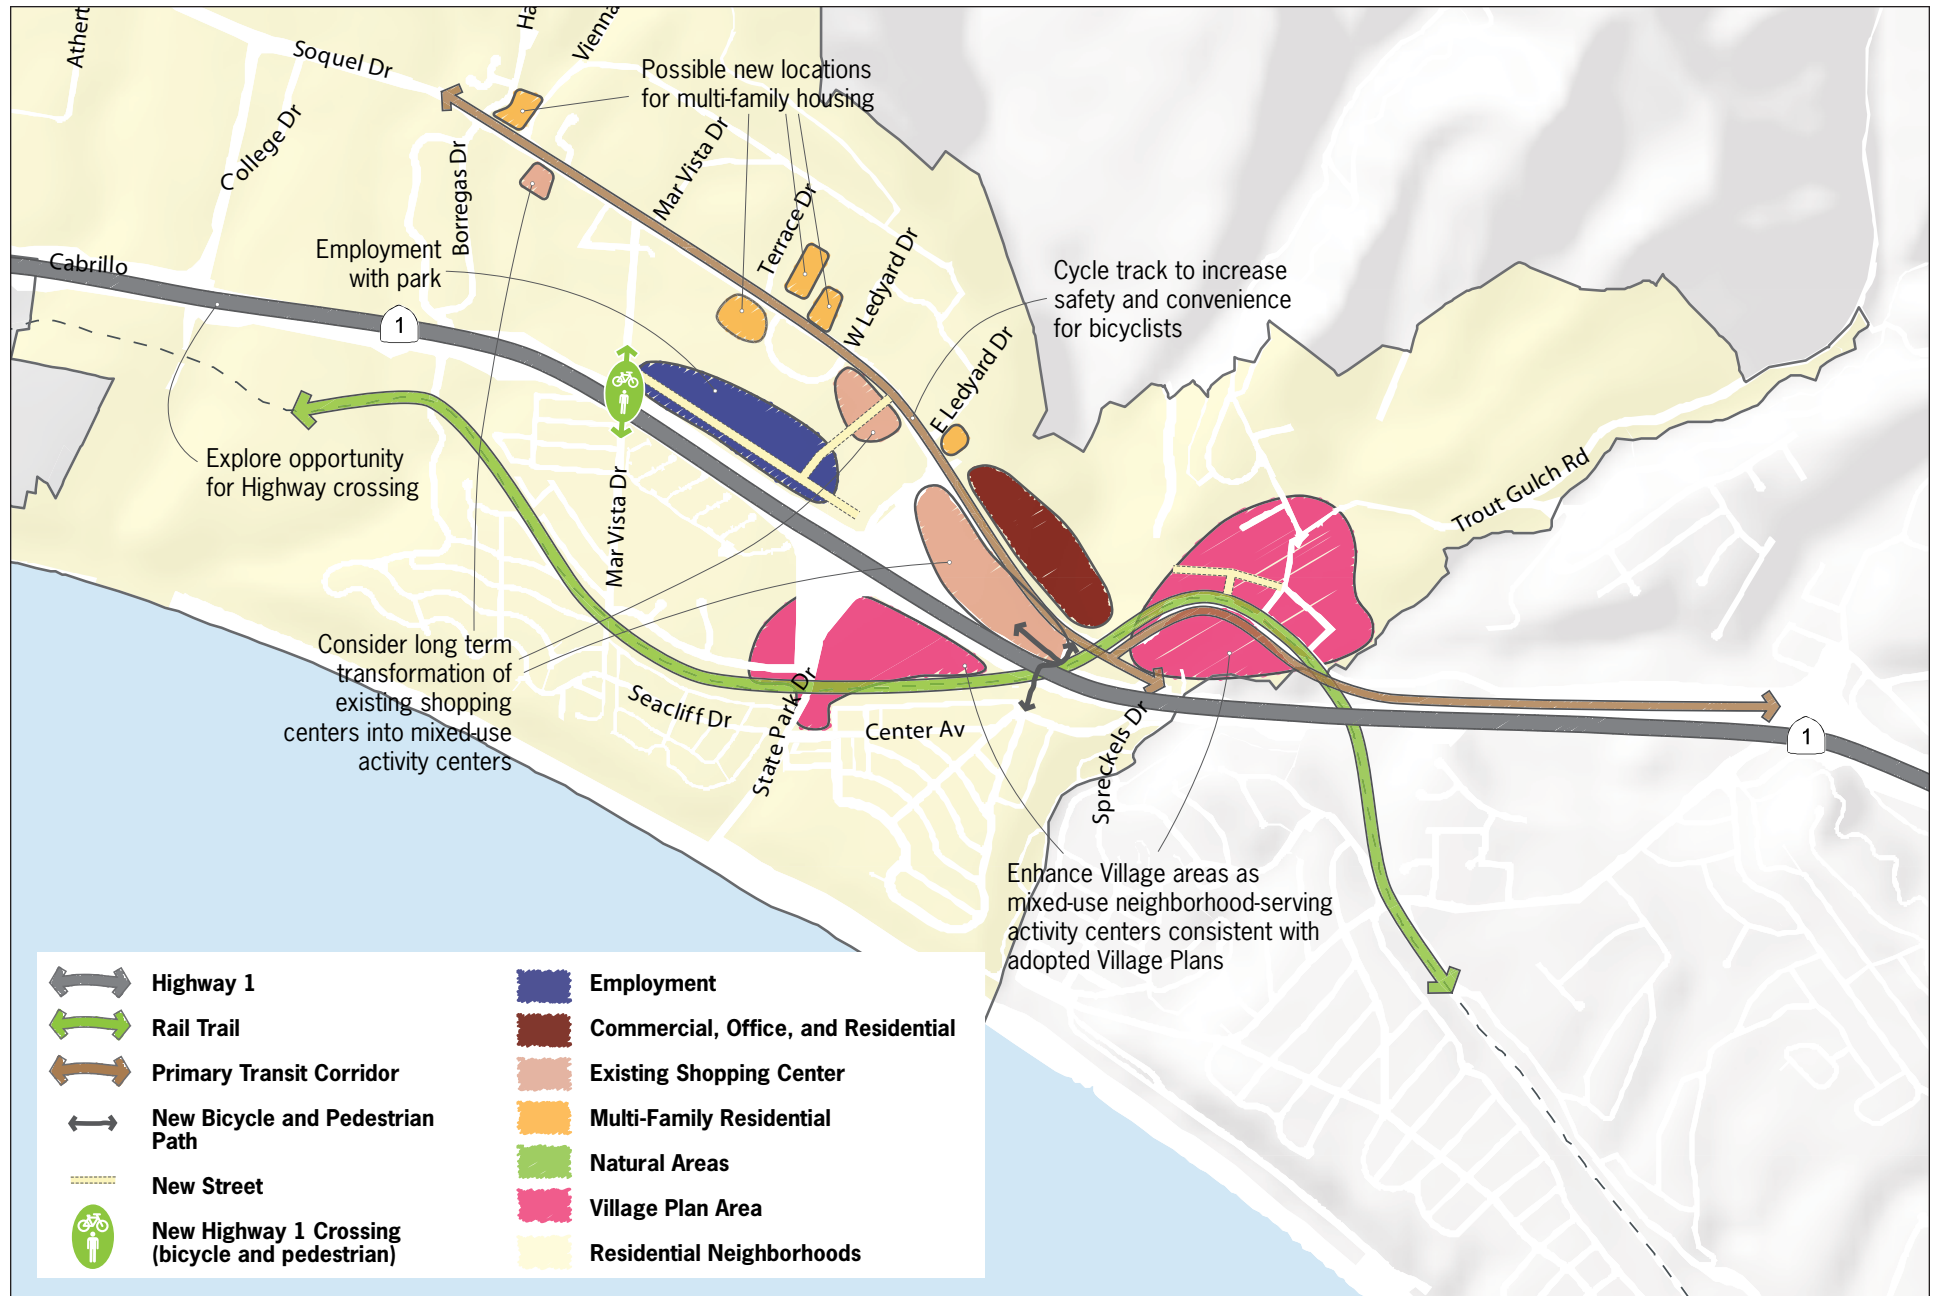 Athert
Soquel Dr
Ha
Vienna
College Dr
Borregas Dr
Possible new locations
for multi-family housing
Mar Vista Dr
Terrace Dr
W Ledyard Dr
E Ledyard Dr
Employment
with park
Cabrillo
1
Cycle track to increase
safety and convenience
for bicyclists
Explore opportunity
for Highway crossing
Mar Vista Dr
Trout Gulch Rd
Consider long term
transformation of
existing shopping
centers into mixed-use
activity centers
Seacliff Dr
State Park Dr
Center Av
Spreckels Dr
1
Enhance Village areas as
mixed-use neighborhood-serving
activity centers consistent with
adopted Village Plans
Highway 1
Rail Trail
Primary Transit Corridor
New Bicycle and Pedestrian
Path
New Street
New Highway 1 Crossing
(bicycle and pedestrian)
Employment
Commercial, Office, and Residential
Existing Shopping Center
Multi-Family Residential
Natural Areas
Village Plan Area
Residential Neighborhoods